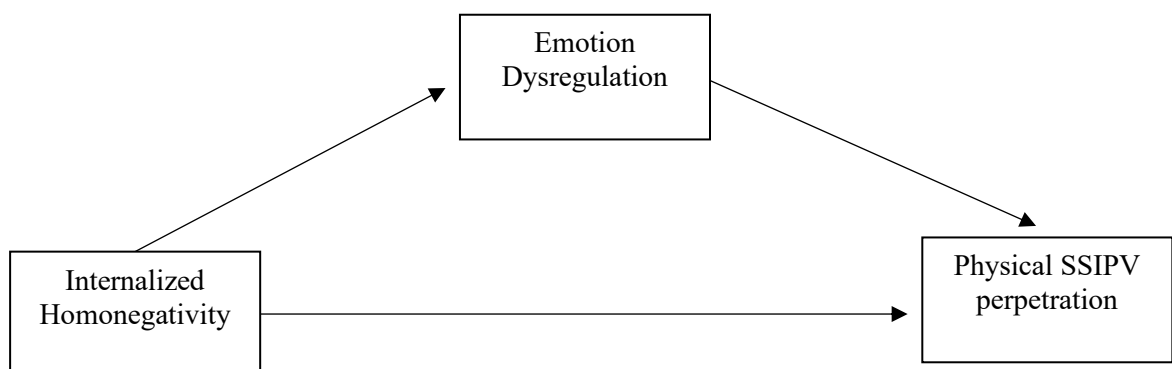 Emotion
Dysregulation
Internalized
Homonegativity
Physical SSIPV
perpetration